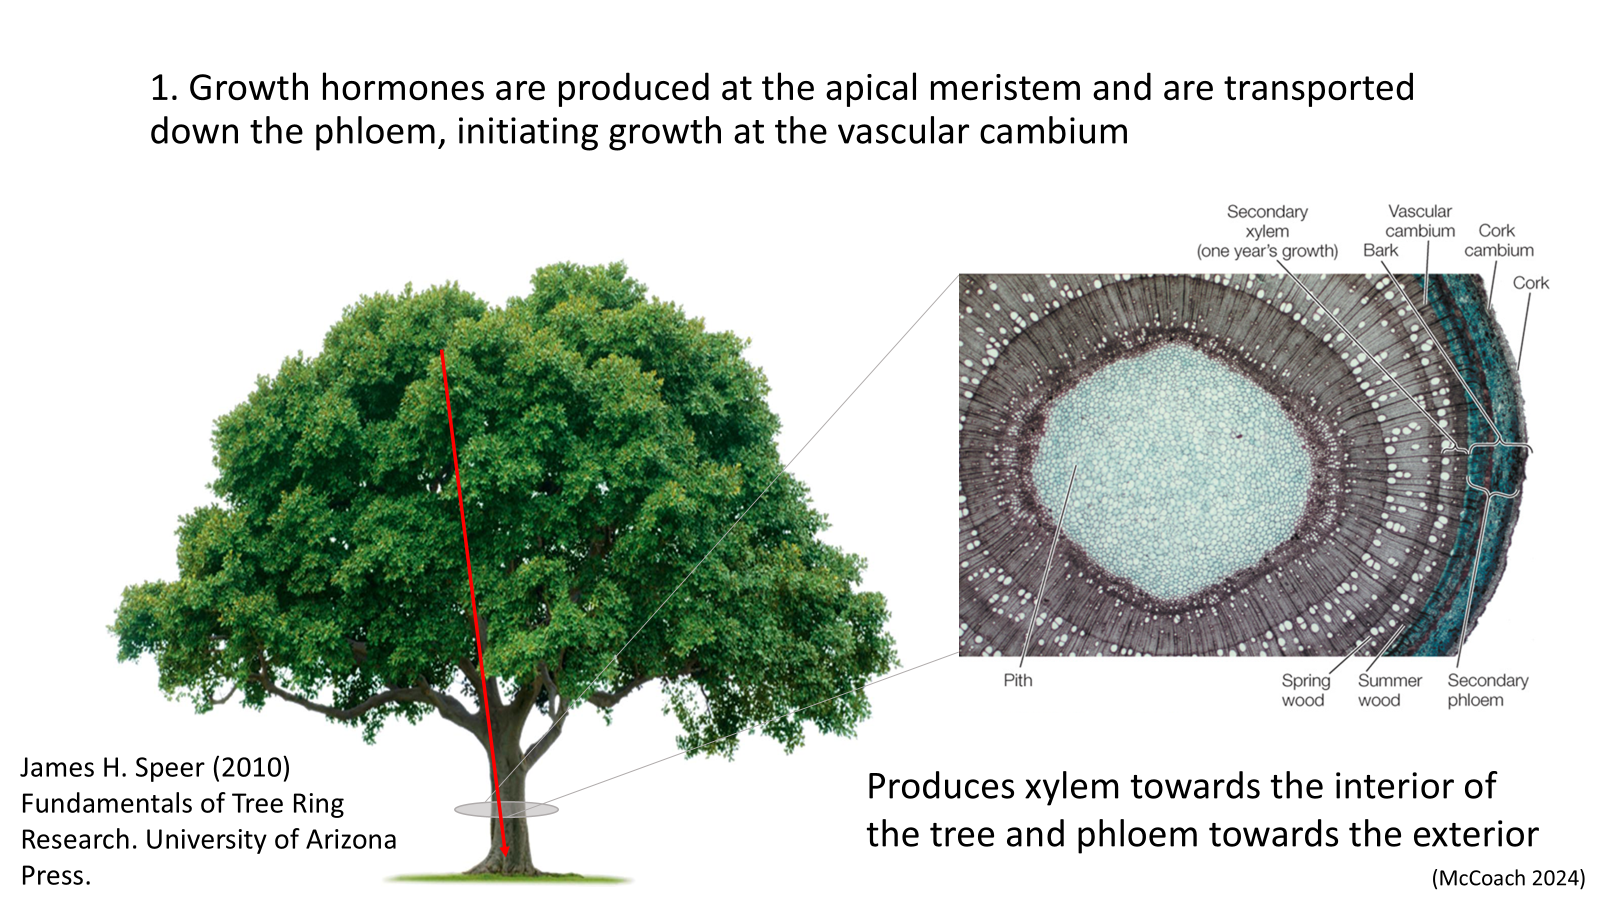 1. Growth hormones are produced at the apical meristem and are transported
down the phloem, initiating growth at the vascular cambium
Secondary
xylem
(one year's growth)
Bark
Vascular
cambium
Cork
cambium
Cork
Pith
Spring
wood
Summer
wood
Secondary
phloem
James H. Speer (2010)
Fundamentals of Tree Ring
Research. University of Arizona
Press.
Produces xylem towards the interior of
the tree and phloem towards the exterior
(McCoach 2024)